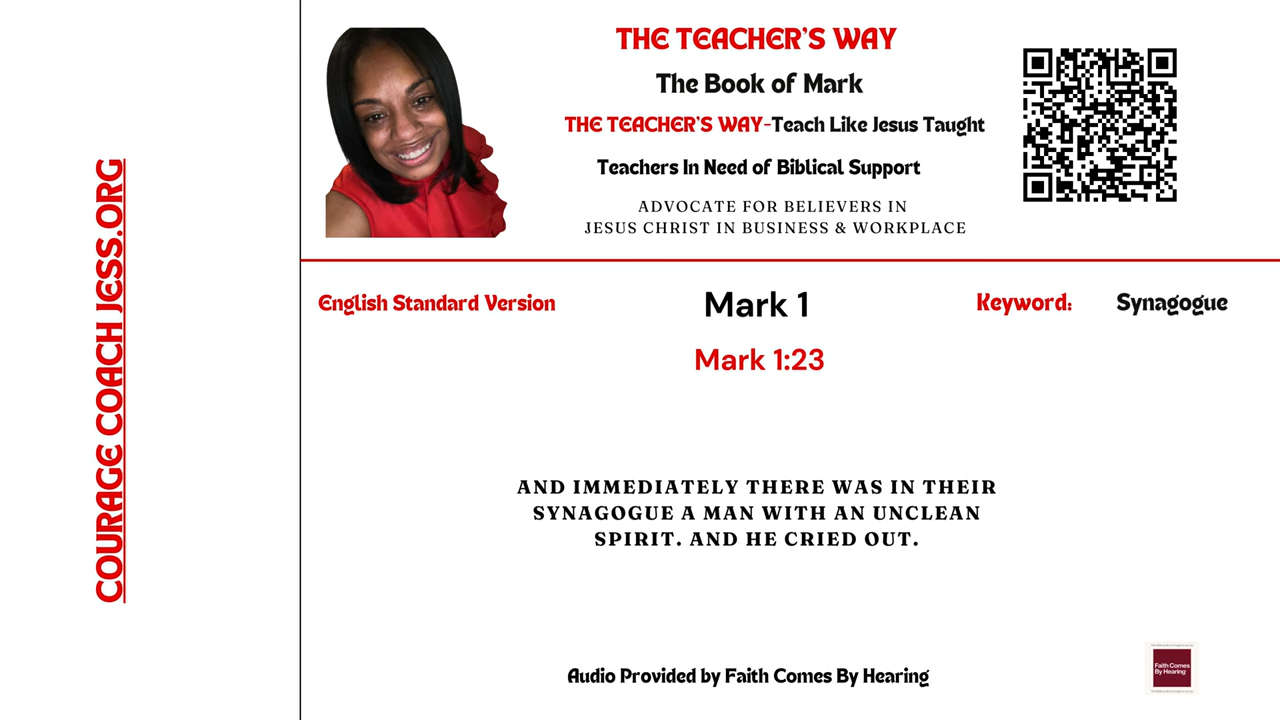 COURAGE COACH JESS.ORG
THE TEACHER'S WAY
The Book of Mark
THE TEACHER'S WAY-Teach Like Jesus Taught
Teachers In Need of Biblical Support
ADVOCATE FOR BELIEVERS IN
JESUS CHRIST IN BUSINESS & WORKPLACE
English Standard Version
Mark 1
Keyword: Synagogue
Mark 1:23
AND IMMEDIATELY THERE WAS IN THEIR
SYNAGOGUE A MAN WITH AN UNCLEAN
SPIRIT. AND HE CRIED OUT.
Audio Provided by Faith Comes By Hearing
Faith Comes
By Hearing